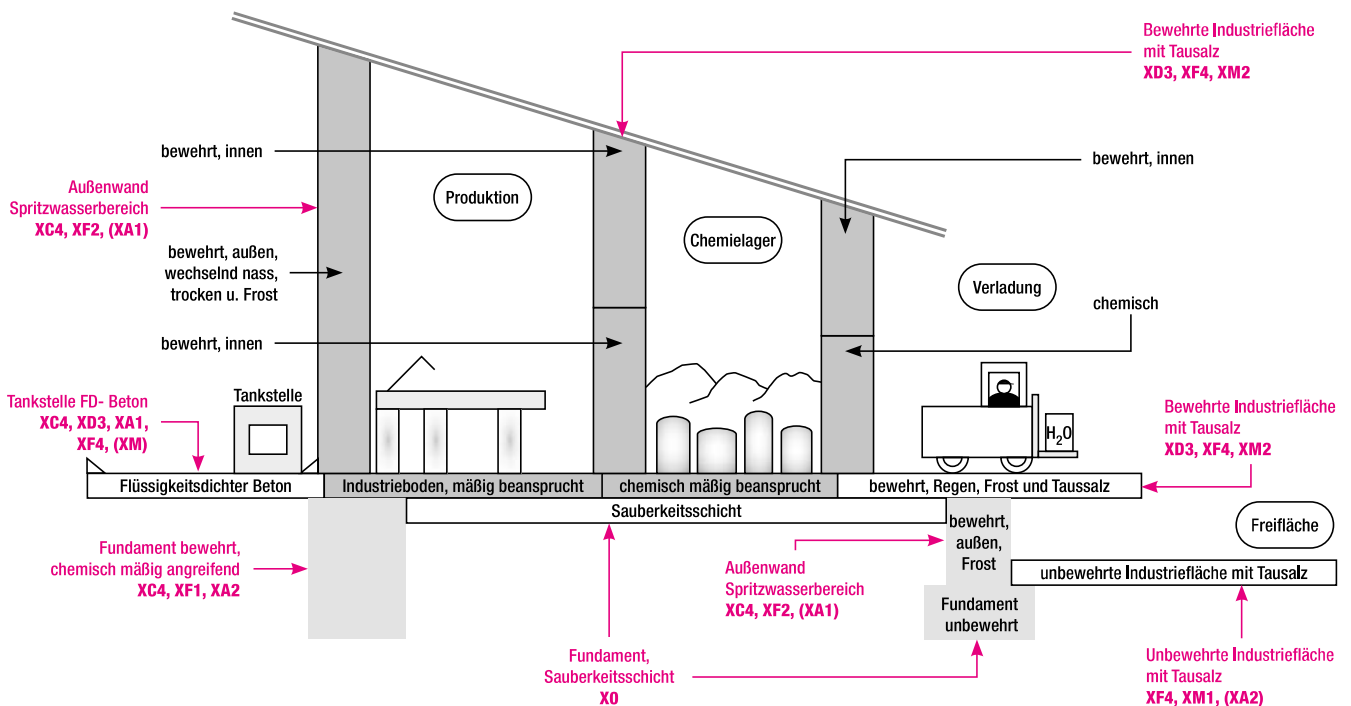 Bewehrte Industriefläche
mit Tausalz
XD3, XF4, XM2
bewehrt, innen
bewehrt, innen
Außenwand
Spritzwasserbereich
XC4, XF2, (XA1)
Produktion
Chemielager
bewehrt, außen,
wechselnd nass,
trocken u. Frost
Verladung
chemisch
bewehrt, innen
Tankstelle FD- Beton
XC4, XD3, XA1,
XF4, (XM)
Tankstelle
H2O
Bewehrte Industriefläche
mit Tausalz
XD3, XF4, XM2
Flüssigkeitsdichter Beton
Industrieboden, mäßig beansprucht
chemisch mäßig beansprucht
bewehrt, Regen, Frost und Taussalz
Sauberkeitsschicht
bewehrt,
außen,
Frost
Freifläche
Fundament bewehrt,
chemisch mäßig angreifend
XC4, XF1, XA2
Außenwand
Spritzwasserbereich
XC4, XF2, (XA1)
unbewehrte Industriefläche mit Tausalz
Fundament
unbewehrt
Fundament,
Sauberkeitsschicht
X0
Unbewehrte Industriefläche
mit Tausalz
XF4, XM1, (XA2)